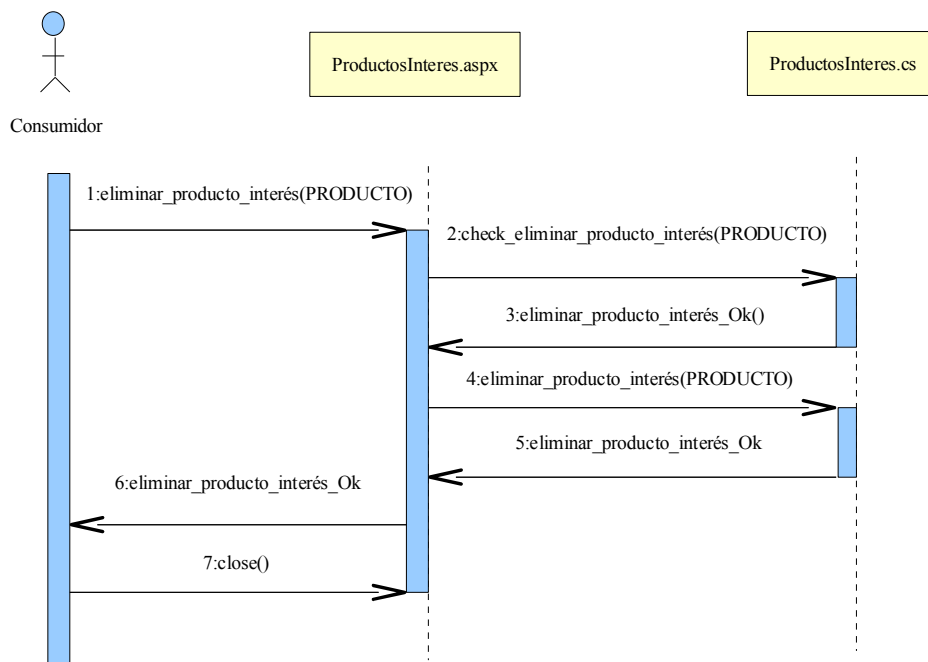 ProductosInteres.aspx
ProductosInteres.cs
Consumidor
1:eliminar_producto_interés(PRODUCTO)
2:check_eliminar_producto_interés(PRODUCTO)
3:eliminar_producto_interés_Ok()
4:eliminar_producto_interés(PRODUCTO)
5:eliminar_producto_interés_Ok
6:eliminar_producto_interés_Ok
7:close()